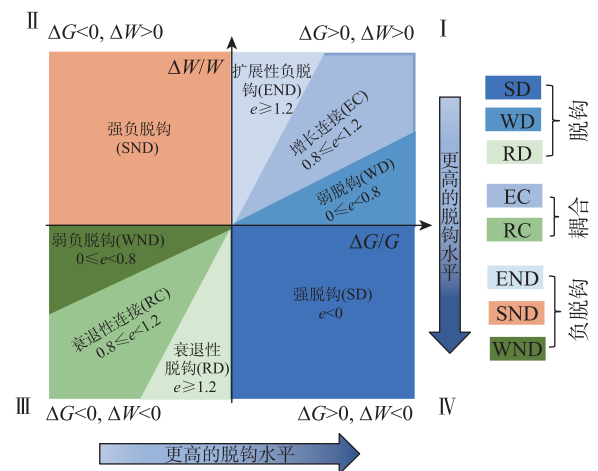 II
ΔG<0, ΔW>0
ΔG>0, ΔW>0
I
ΔW/W
扩展性负脱
钩(END)
e≥1.2
增长连接(EC)
0.8≤e<1.2
弱脱钩(WD)
0≤e<0.8
强负脱钩
(SND)
ΔG/G
弱负脱钩(WND)
0≤e<0.8
衰退性连接(RC)
0.8≤e<1.2
衰退性
脱钩(RD)
e≥1.2
强脱钩(SD)
e<0
III
ΔG<0, ΔW<0
ΔG>0, ΔW<0
IV
更高的脱钩水平
更高的脱钩水平
SD
WD
RD
脱钩
EC
RC
耦合
END
SND
WND
负脱钩